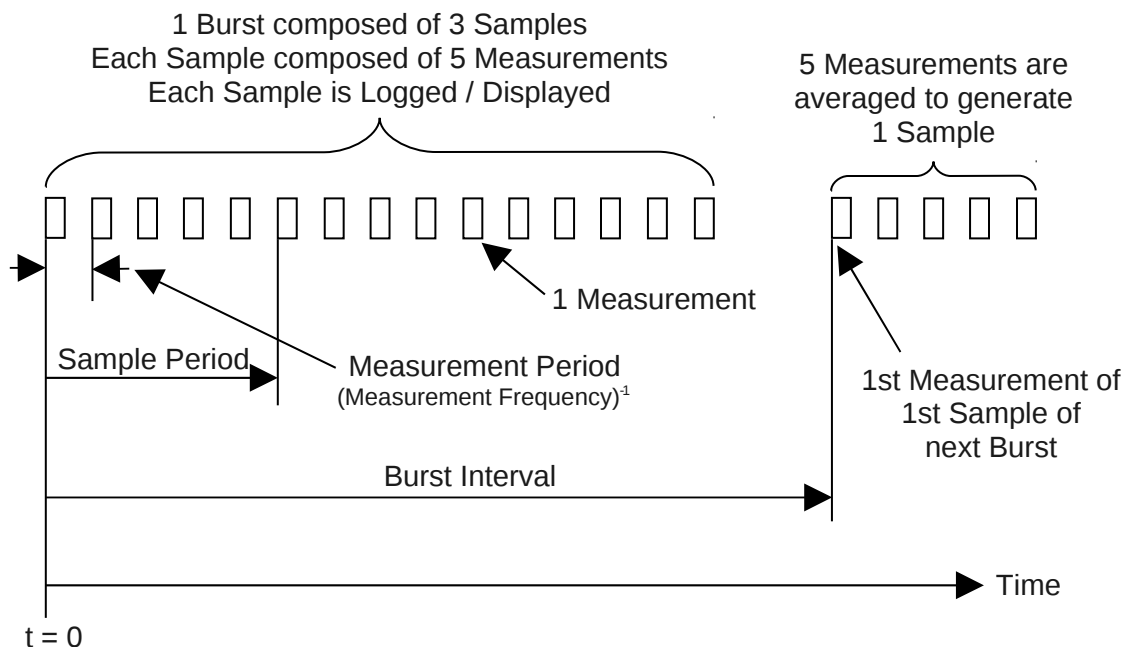 1 Burst composed of 3 Samples
Each Sample composed of 5 Measurements
Each Sample is Logged / Displayed
5 Measurements are
averaged to generate
1 Sample
1 Measurement
Sample Period
Measurement Period
(Measurement Frequency)⁻¹
1st Measurement of
1st Sample of
next Burst
Burst Interval
Time
t = 0